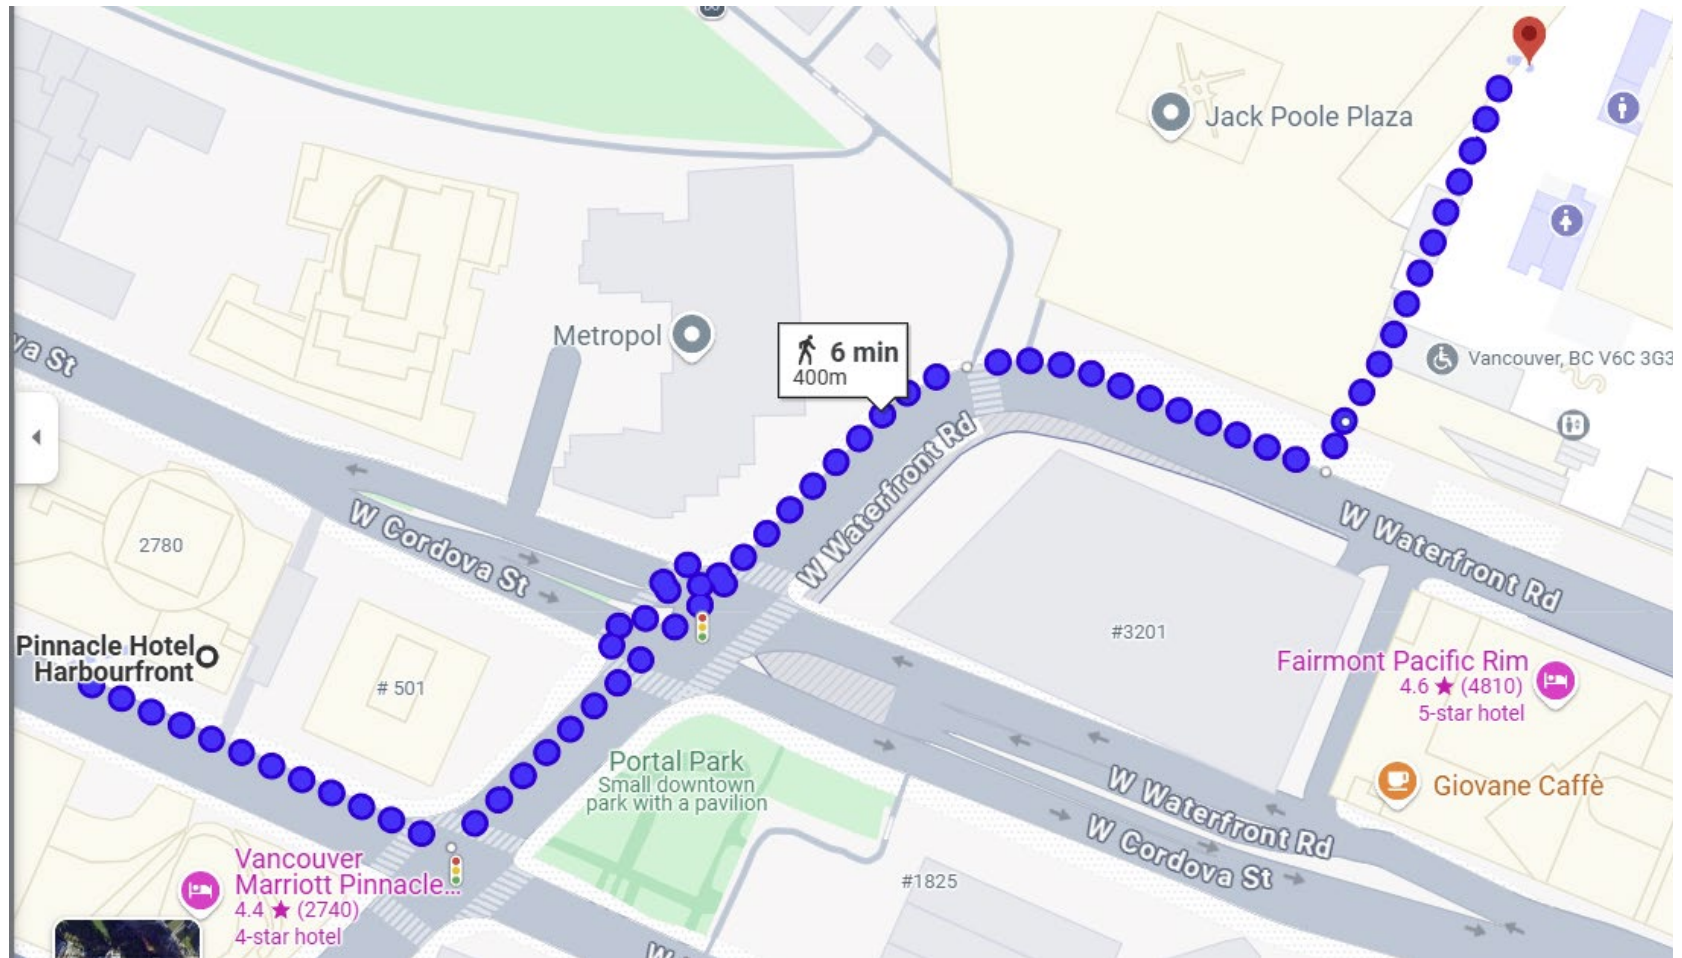 Jack Poole Plaza
Metropol
6 min
400m
va St
Vancouver, BC V6C 3G3
W Waterfront Rd
W Cordova St
W Waterfront Rd
2780
Pinnacle Hotel
Harbourfront
# 501
#3201
Fairmont Pacific Rim
4.6 ★ (4810)
5-star hotel
Portal Park
Small downtown
park with a pavilion
Giovane Caffè
W Waterfront Rd
W Cordova St
Vancouver
Marriott Pinnacle...
4.4 ★ (2740)
4-star hotel
#1825
W